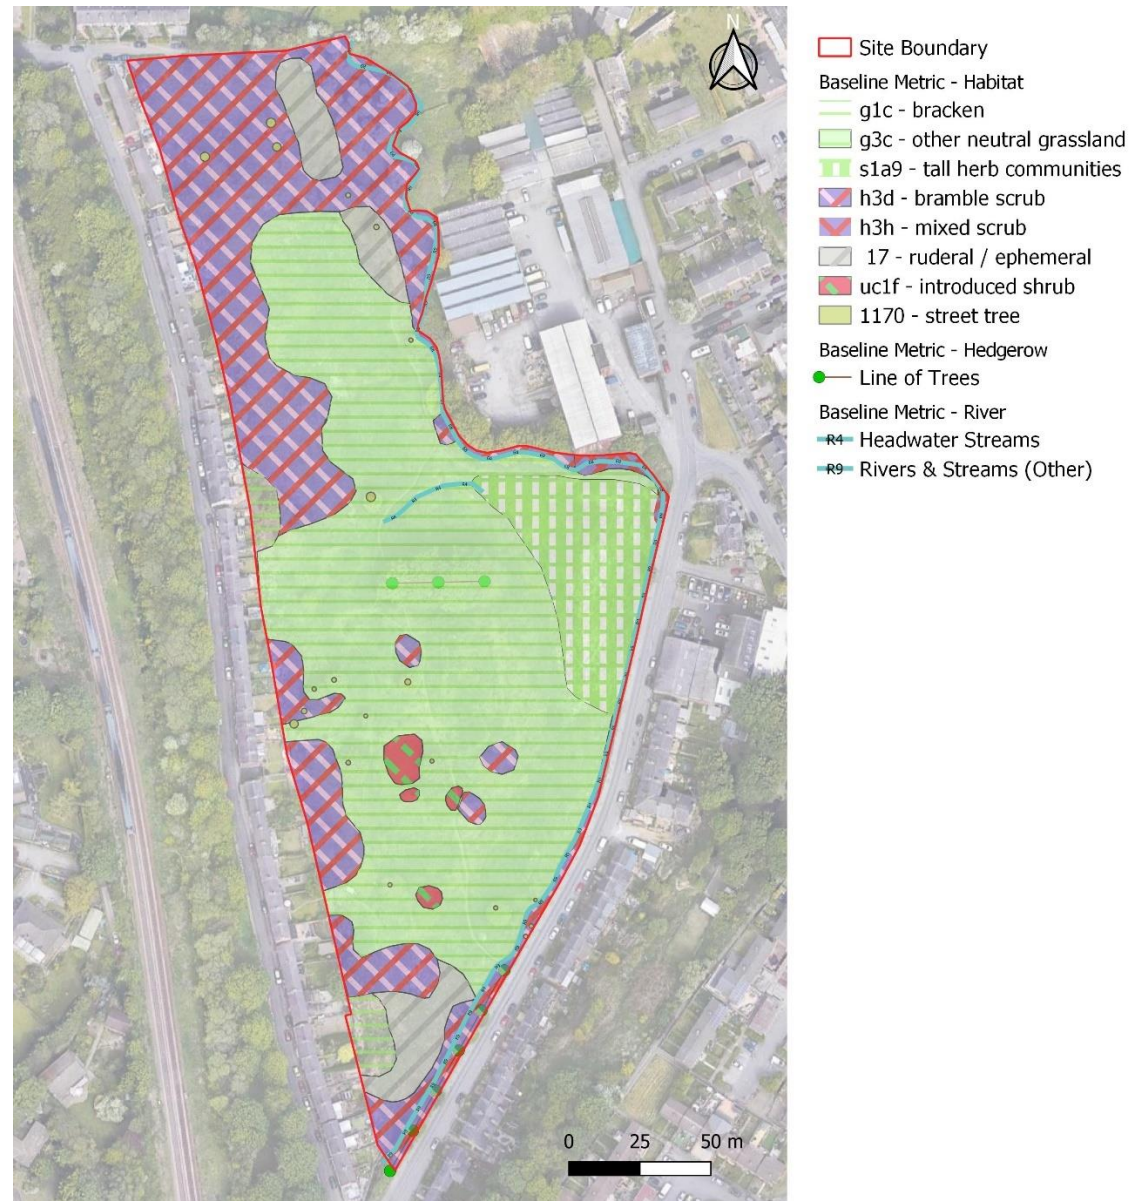 N
Site Boundary
Baseline Metric - Habitat
g1c - bracken
g3c - other neutral grassland
s1a9 - tall herb communities
h3d - bramble scrub
h3h - mixed scrub
17 - ruderal / ephemeral
uc1f - introduced shrub
1170 - street tree
Baseline Metric - Hedgerow
Line of Trees
Baseline Metric - River
R4 Headwater Streams
R9 Rivers & Streams (Other)
0 25 50 m